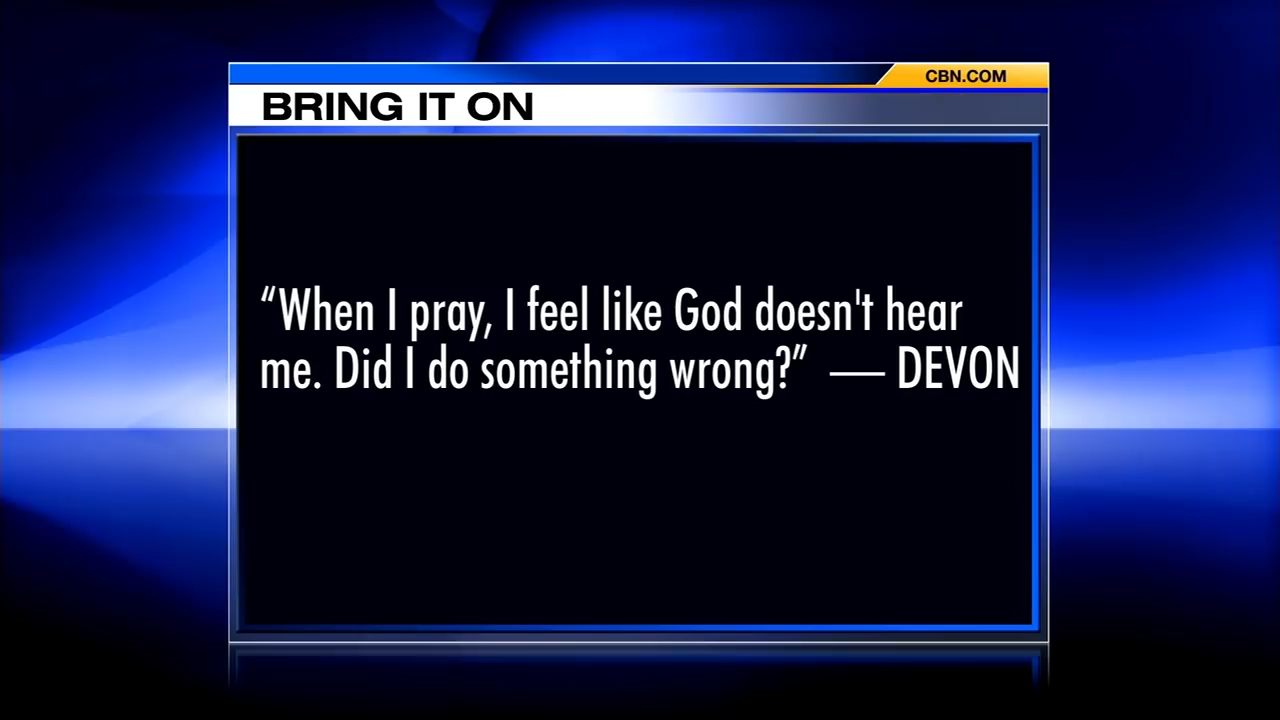 CBN.COM
BRING IT ON
“When I pray, I feel like God doesn't hear
me. Did I do something wrong?” — DEVON